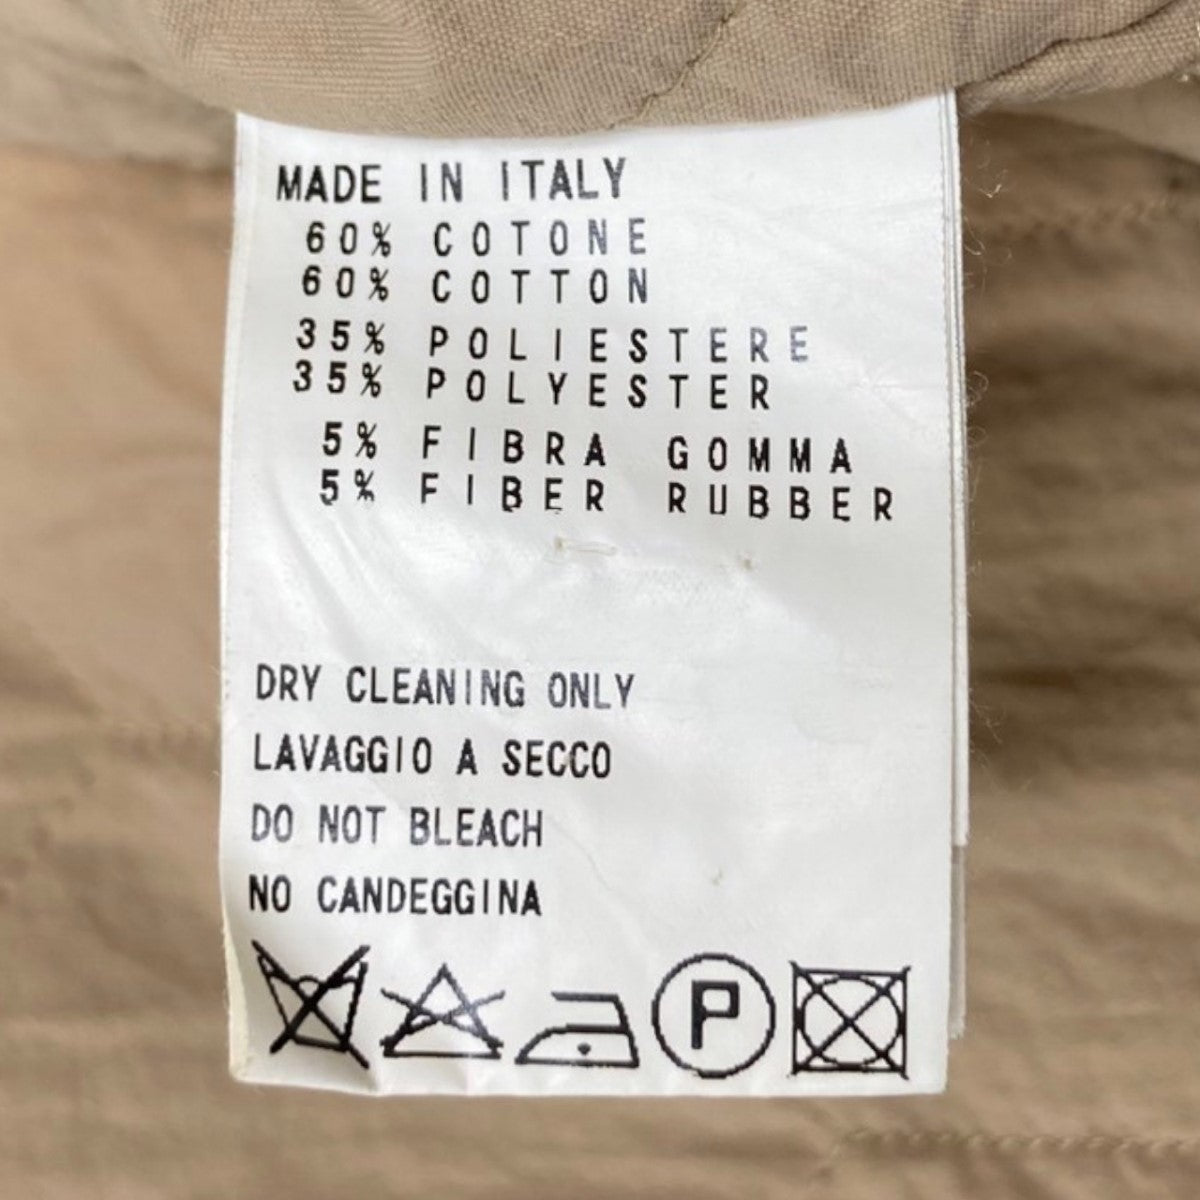 MADE IN ITALY
60% COTONE
60% COTTON
35% POLIESTERE
35% POLYESTER
5% FIBRA GOMMA
5% FIBER RUBBER
DRY CLEANING ONLY
LAVAGGIO A SECCO
DO NOT BLEACH
NO CANDEGGINA
P